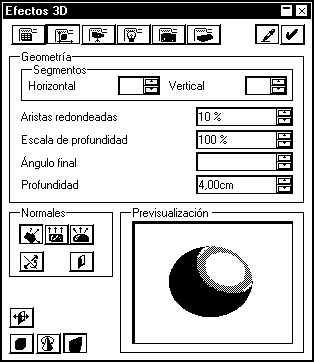 Efectos 3D
Geometría
Segmentos
Horizontal
Vertical
Aristas redondeadas 10 %
Escala de profundidad 100 %
Ángulo final
Profundidad 4,00cm
Normales
Previsualización